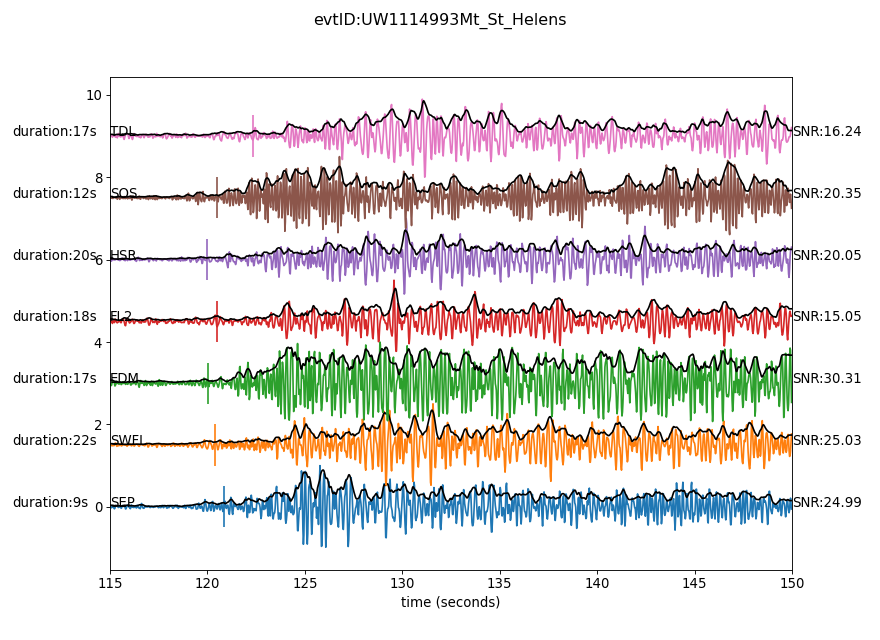 evtID:UW1114993Mt_St_Helens
10
duration:17s TDL SNR:16.24
8
duration:12s SOS SNR:20.35
duration:20s HSR SNR:20.05
6
duration:18s EL2 SNR:15.05
4
duration:17s EDM SNR:30.31
2
duration:22s SWFL SNR:25.03
duration:9s SEP SNR:24.99
0
115 120 125 130 135 140 145 150
time (seconds)